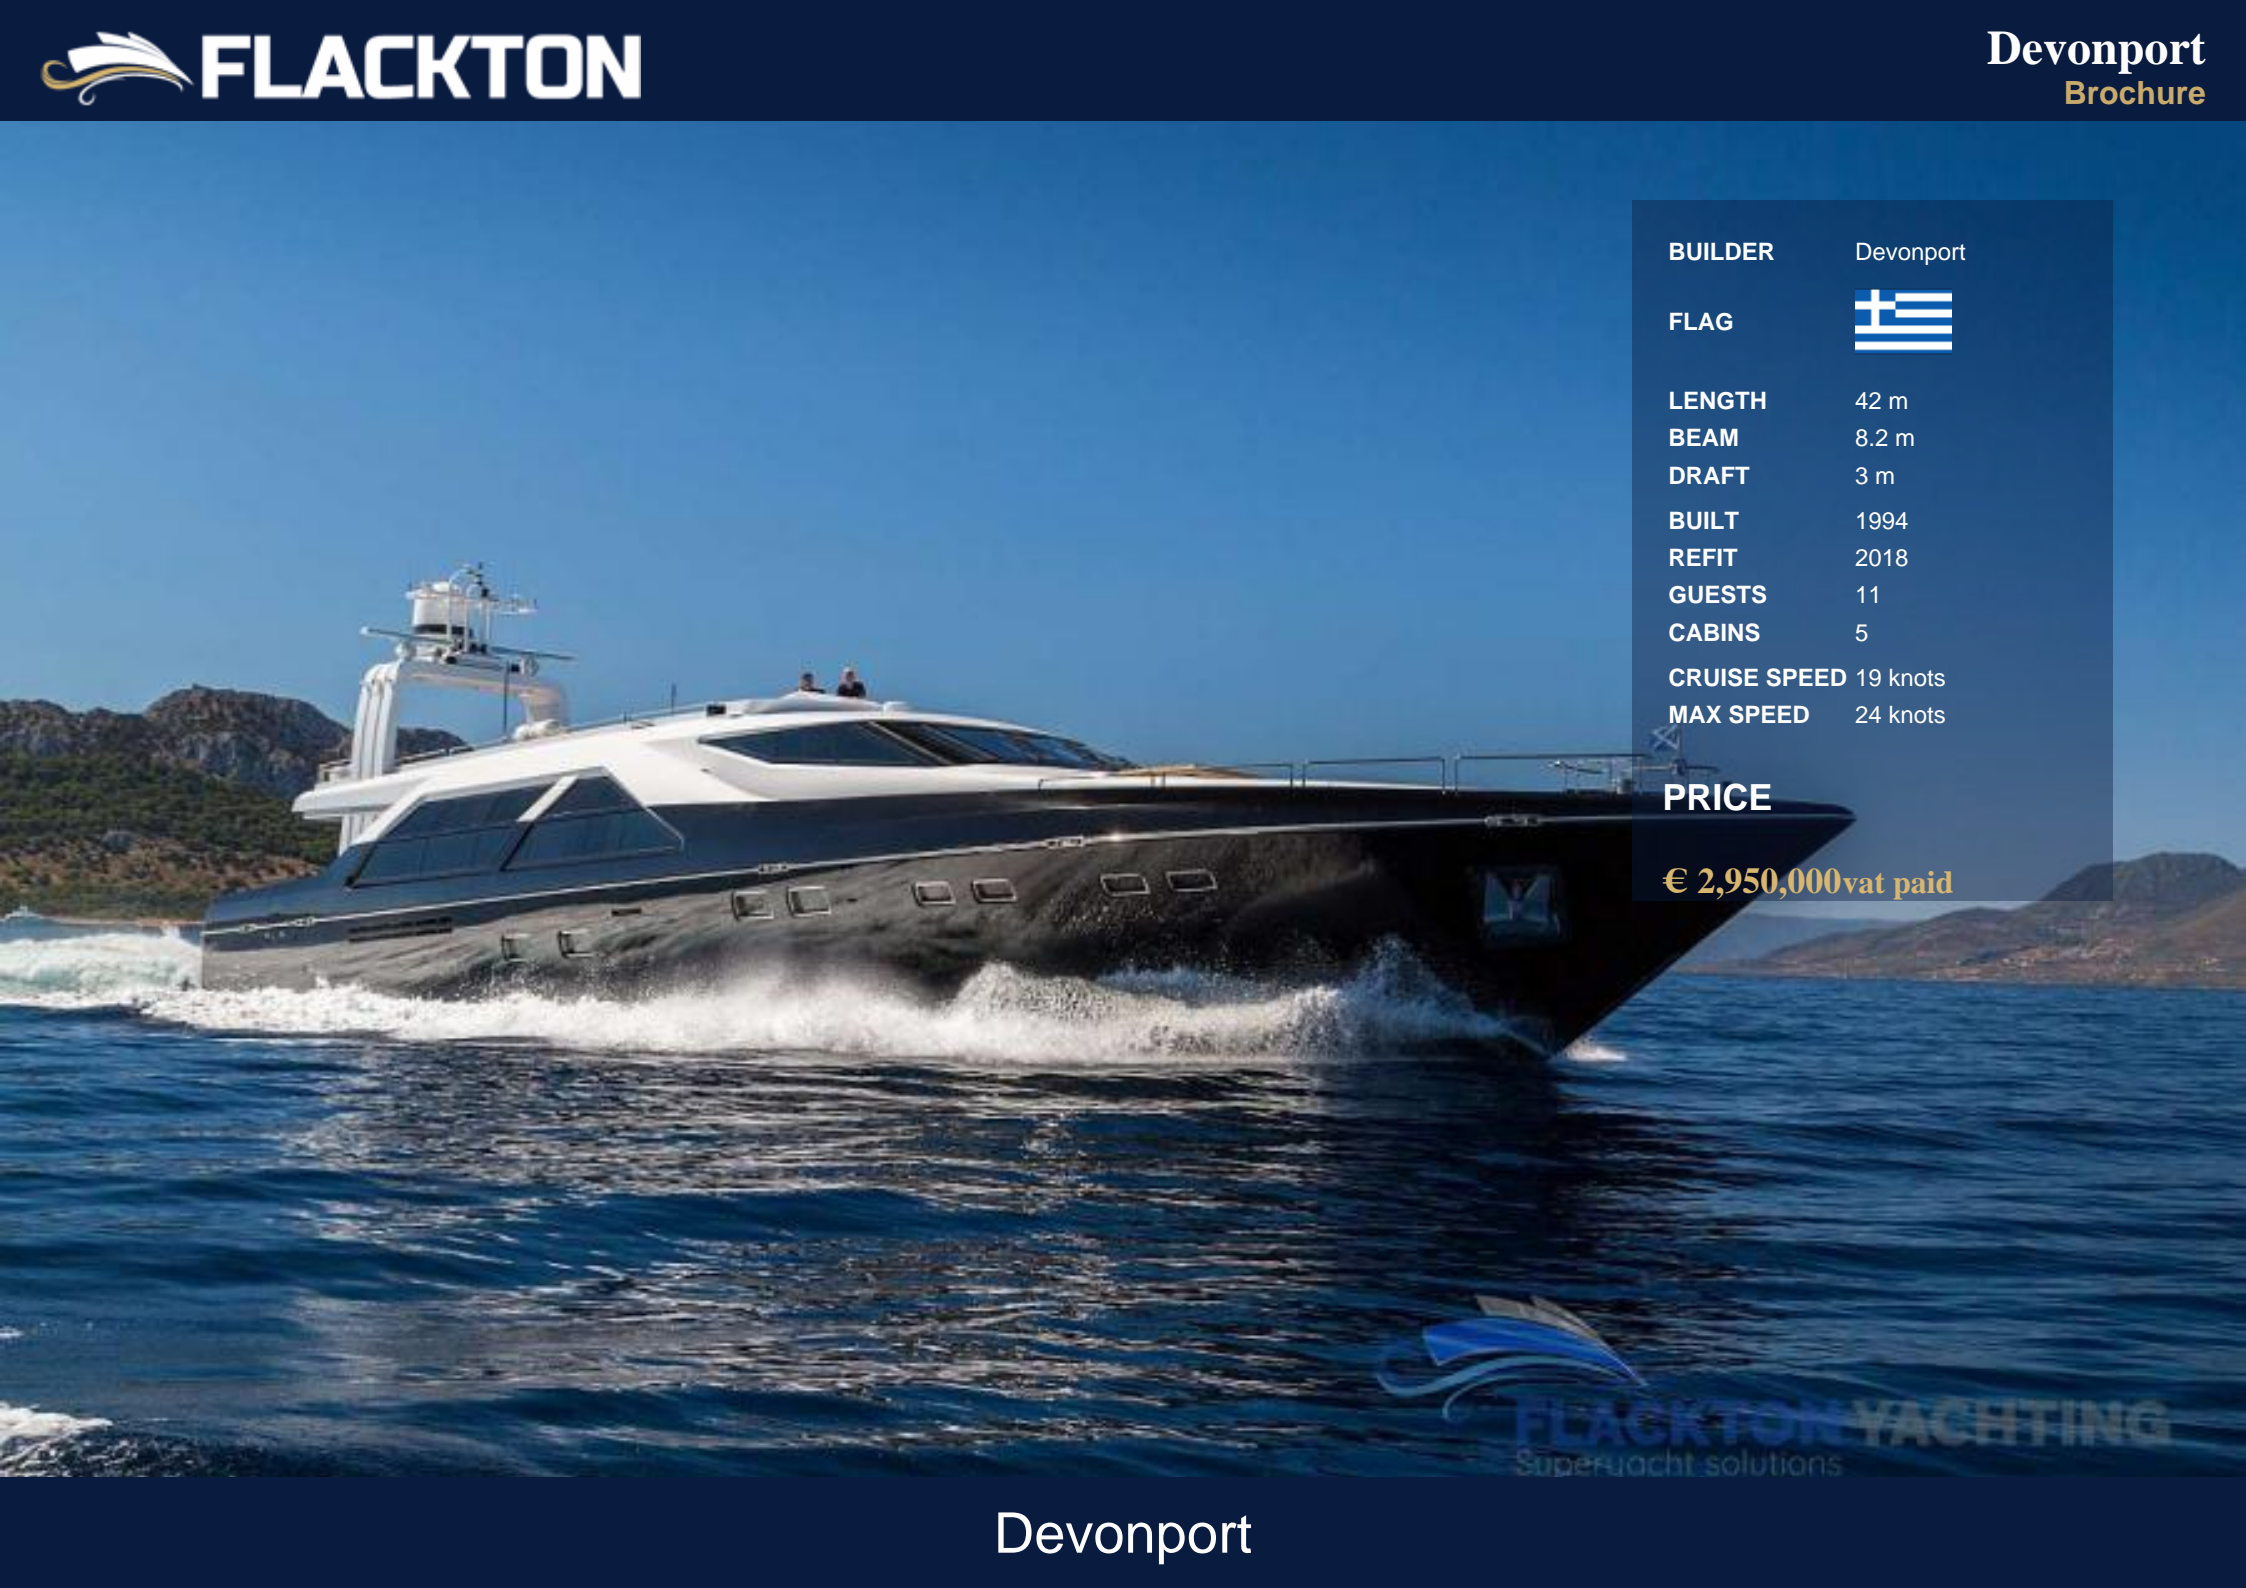 FLACKTON
Devonport
Brochure
BUILDER Devonport
FLAG
LENGTH 42 m
BEAM 8.2 m
DRAFT 3 m
BUILT 1994
REFIT 2018
GUESTS 11
CABINS 5
CRUISE SPEED 19 knots
MAX SPEED 24 knots
PRICE
€ 2,950,000vat paid
FLACKTON YACHTING
Superyacht solutions
Devonport